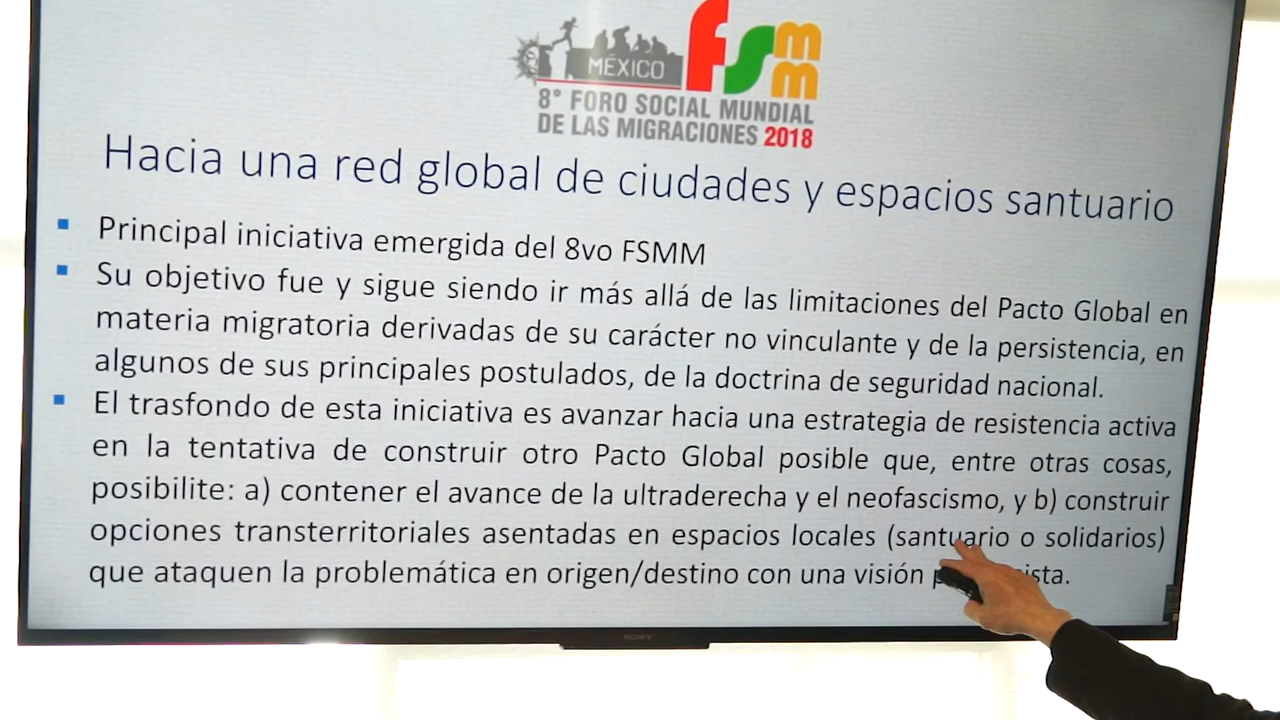 MÉXICO
fsmm
8° FORO SOCIAL MUNDIAL
DE LAS MIGRACIONES 2018
Hacia una red global de ciudades y espacios santuario
Principal iniciativa emergida del 8vo FSMM
Su objetivo fue y sigue siendo ir más allá de las limitaciones del Pacto Global en
materia migratoria derivadas de su carácter no vinculante y de la persistencia, en
algunos de sus principales postulados, de la doctrina de seguridad nacional.
El trasfondo de esta iniciativa es avanzar hacia una estrategia de resistencia activa
en la tentativa de construir otro Pacto Global posible que, entre otras cosas,
posibilite: a) contener el avance de la ultraderecha y el neofascismo, y b) construir
opciones transterritoriales asentadas en espacios locales (santuario o solidarios)
que ataquen la problemática en origen/destino con una visión
SONY